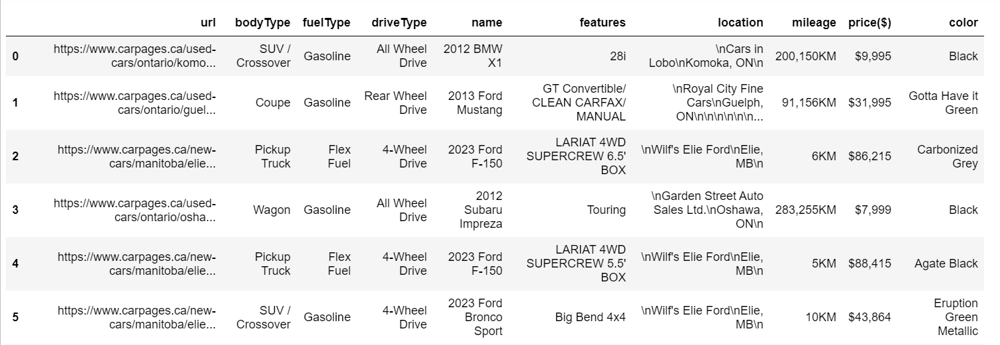 url bodyType fuelType driveType name features location mileage price($) color
0 https://www.carpages.ca/used-cars/ontario/komo... SUV / Crossover Gasoline All Wheel Drive 2012 BMW X1 28i \nCars in Lobo\nKomoka, ON\n 200,150KM $9,995 Black
1 https://www.carpages.ca/used-cars/ontario/guel... Coupe Gasoline Rear Wheel Drive 2013 Ford Mustang GT Convertible/ CLEAN CARFAX/ MANUAL \nRoyal City Fine Cars\nGuelph, ON\n\n\n\n\n\n... 91,156KM $31,995 Gotta Have it Green
2 https://www.carpages.ca/new-cars/manitoba/elie... Pickup Truck Flex Fuel 4-Wheel Drive 2023 Ford F-150 LARIAT 4WD SUPERCREW 6.5' BOX \nWilf's Elie Ford\nElie, MB\n 6KM $86,215 Carbonized Grey
3 https://www.carpages.ca/used-cars/ontario/osha... Wagon Gasoline All Wheel Drive 2012 Subaru Impreza Touring \nGarden Street Auto Sales Ltd.\nOshawa, ON\n 283,255KM $7,999 Black
4 https://www.carpages.ca/new-cars/manitoba/elie... Pickup Truck Flex Fuel 4-Wheel Drive 2023 Ford F-150 LARIAT 4WD SUPERCREW 5.5' BOX \nWilf's Elie Ford\nElie, MB\n 5KM $88,415 Agate Black
5 https://www.carpages.ca/new-cars/manitoba/elie... SUV / Crossover Gasoline 4-Wheel Drive 2023 Ford Bronco Sport Big Bend 4x4 \nWilf's Elie Ford\nElie, MB\n 10KM $43,864 Eruption Green Metallic